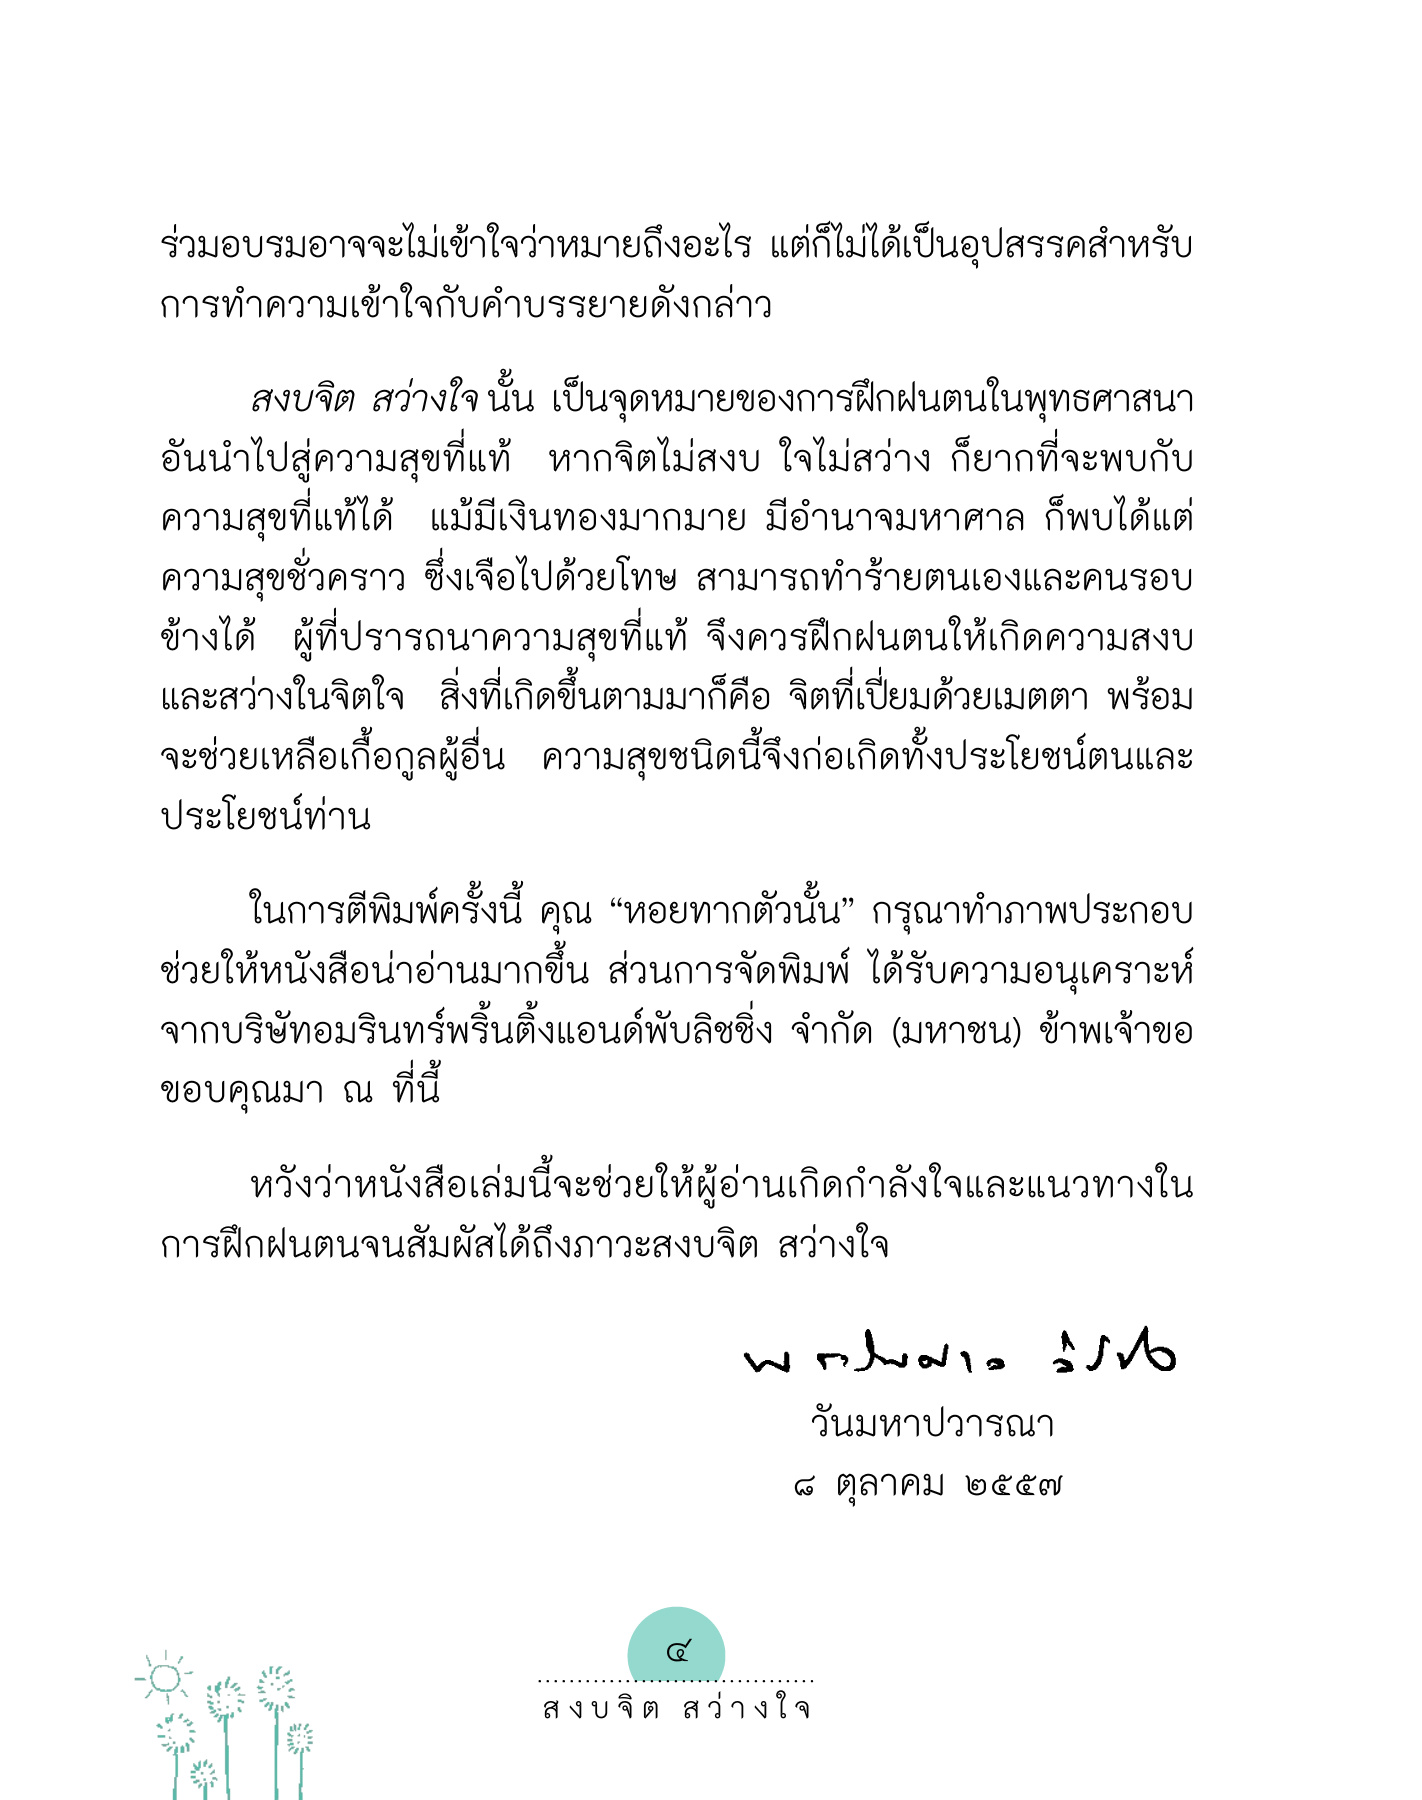 ร่วมอบรมอาจจะไม่เข้าใจว่าหมายถึงอะไร แต่ก็ไม่ได้เป็นอุปสรรคสำหรับ
การทำความเข้าใจกับคำบรรยายดังกล่าว
สงบจิต สว่างใจ นั้น เป็นจุดหมายของการฝึกฝนตนในพุทธศาสนา
อันนำไปสู่ความสุขที่แท้ หากจิตไม่สงบ ใจไม่สว่าง ก็ยากที่จะพบกับ
ความสุขที่แท้ได้ แม้มีเงินทองมากมาย มีอำนาจมหาศาล ก็พบได้แต่
ความสุขชั่วคราว ซึ่งเจือไปด้วยโทษ สามารถทำร้ายตนเองและคนรอบ
ข้างได้ ผู้ที่ปรารถนาความสุขที่แท้ จึงควรฝึกฝนตนให้เกิดความสงบ
และสว่างในจิตใจ สิ่งที่เกิดขึ้นตามมาก็คือ จิตที่เปี่ยมด้วยเมตตา พร้อม
จะช่วยเหลือเกื้อกูลผู้อื่น ความสุขชนิดนี้จึงก่อเกิดทั้งประโยชน์ตนและ
ประโยชน์ท่าน
ในการตีพิมพ์ครั้งนี้ คุณ “หอยทากตัวนั้น” กรุณาทำภาพประกอบ
ช่วยให้หนังสือน่าอ่านมากขึ้น ส่วนการจัดพิมพ์ ได้รับความอนุเคราะห์
จากบริษัทอมรินทร์พริ้นติ้งแอนด์พับลิชชิ่ง จำกัด (มหาชน) ข้าพเจ้าขอ
ขอบคุณมา ณ ที่นี้
หวังว่าหนังสือเล่มนี้จะช่วยให้ผู้อ่านเกิดกำลังใจและแนวทางใน
การฝึกฝนตนจนสัมผัสได้ถึงภาวะสงบจิต สว่างใจ
วันมหาปวารณา
๘ ตุลาคม ๒๕๕๗
๔
สงบจิต สว่างใจ